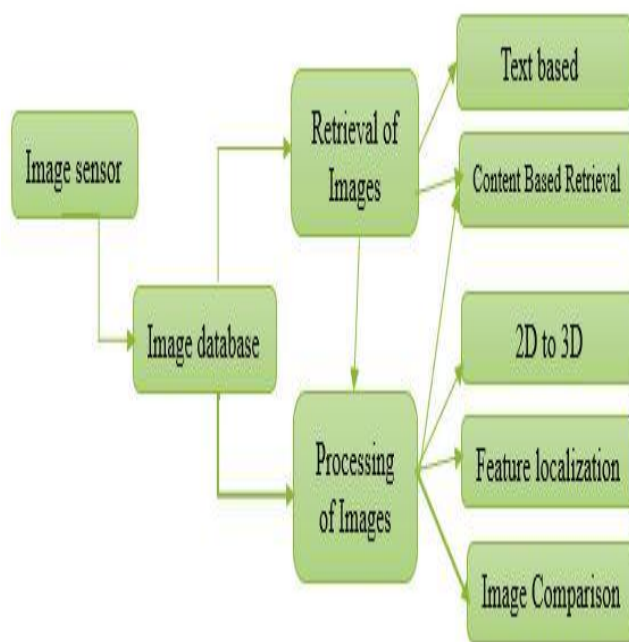 Image sensor
Image database
Retrieval of
Images
Processing
of Images
Text based
Content Based Retrieval
2D to 3D
Feature localization
Image Comparison